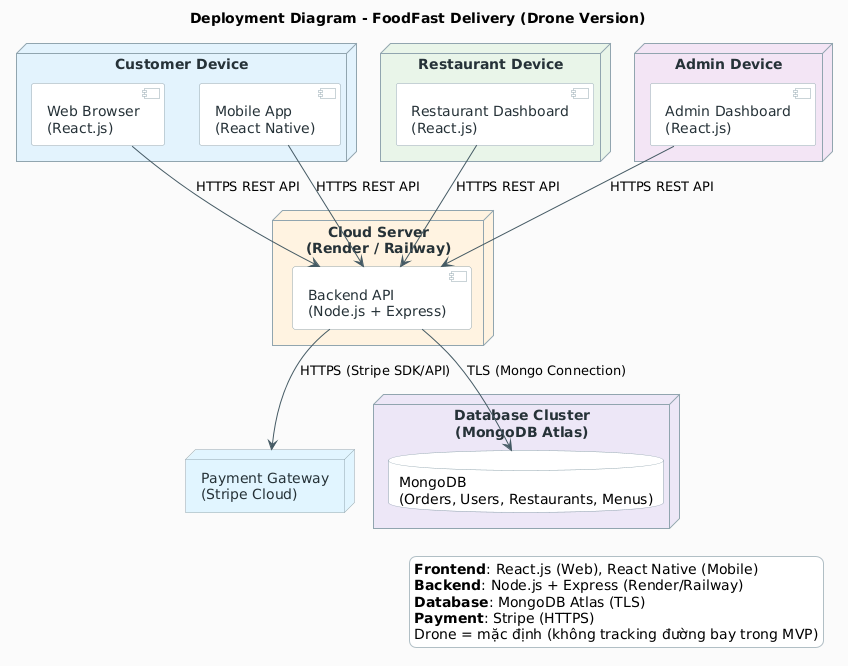 Deployment Diagram - FoodFast Delivery (Drone Version)
Customer Device
Web Browser
(React.js)
Mobile App
(React Native)
Restaurant Device
Restaurant Dashboard
(React.js)
Admin Device
Admin Dashboard
(React.js)
HTTPS REST API
HTTPS REST API
HTTPS REST API
HTTPS REST API
Cloud Server
(Render / Railway)
Backend API
(Node.js + Express)
HTTPS (Stripe SDK/API)
TLS (Mongo Connection)
Payment Gateway
(Stripe Cloud)
Database Cluster
(MongoDB Atlas)
MongoDB
(Orders, Users, Restaurants, Menus)
Frontend: React.js (Web), React Native (Mobile)
Backend: Node.js + Express (Render/Railway)
Database: MongoDB Atlas (TLS)
Payment: Stripe (HTTPS)
Drone = mặc định (không tracking đường bay trong MVP)